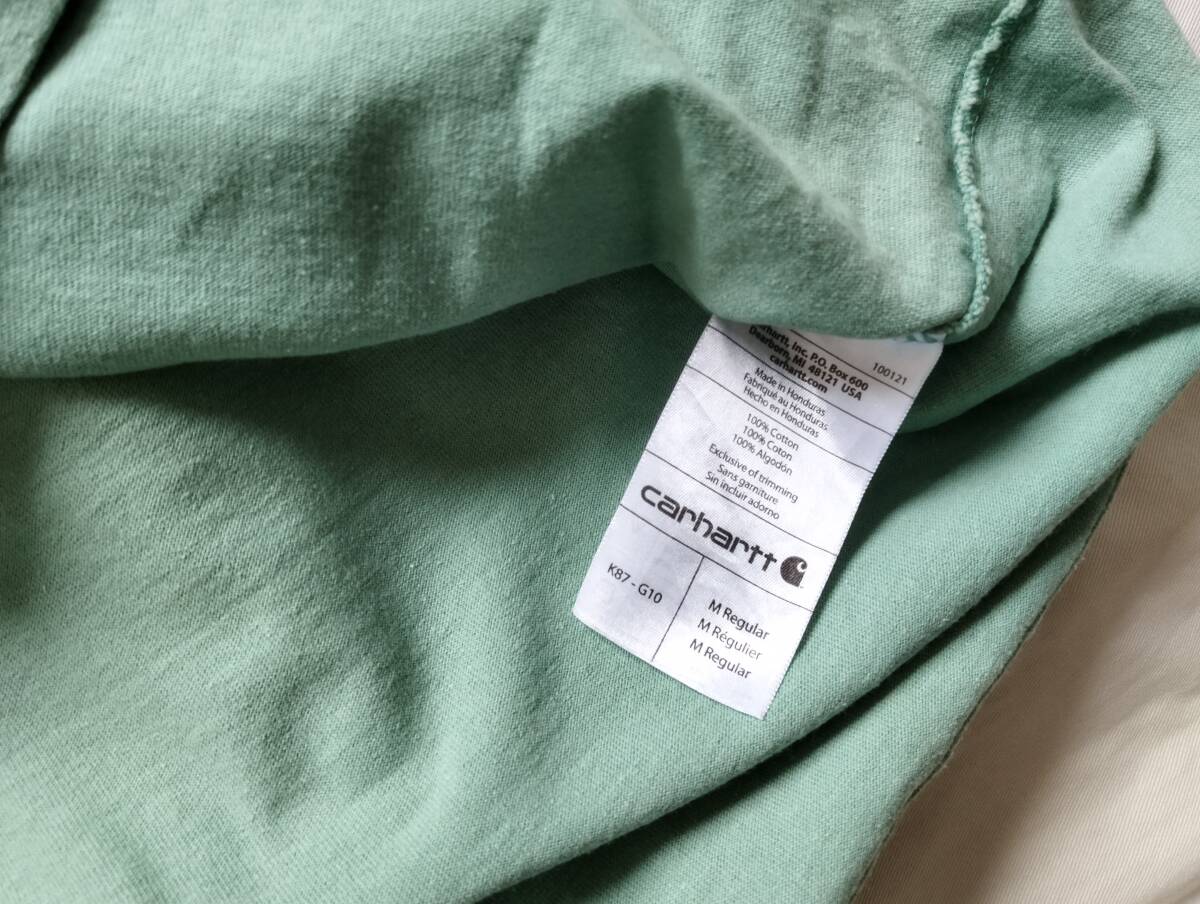 Inc. P.O. Box 600
Dearborn, MI 48121 USA
carhartt.com
100121
Made in Honduras
Fabriqué au Honduras
Hecho en Honduras
100% Cotton
100% Coton
100% Algodón
Exclusive of trimming
Sans garniture
Sin incluir adorno
carhartt
K87 - G10
M Regular
M Régulier
M Regular